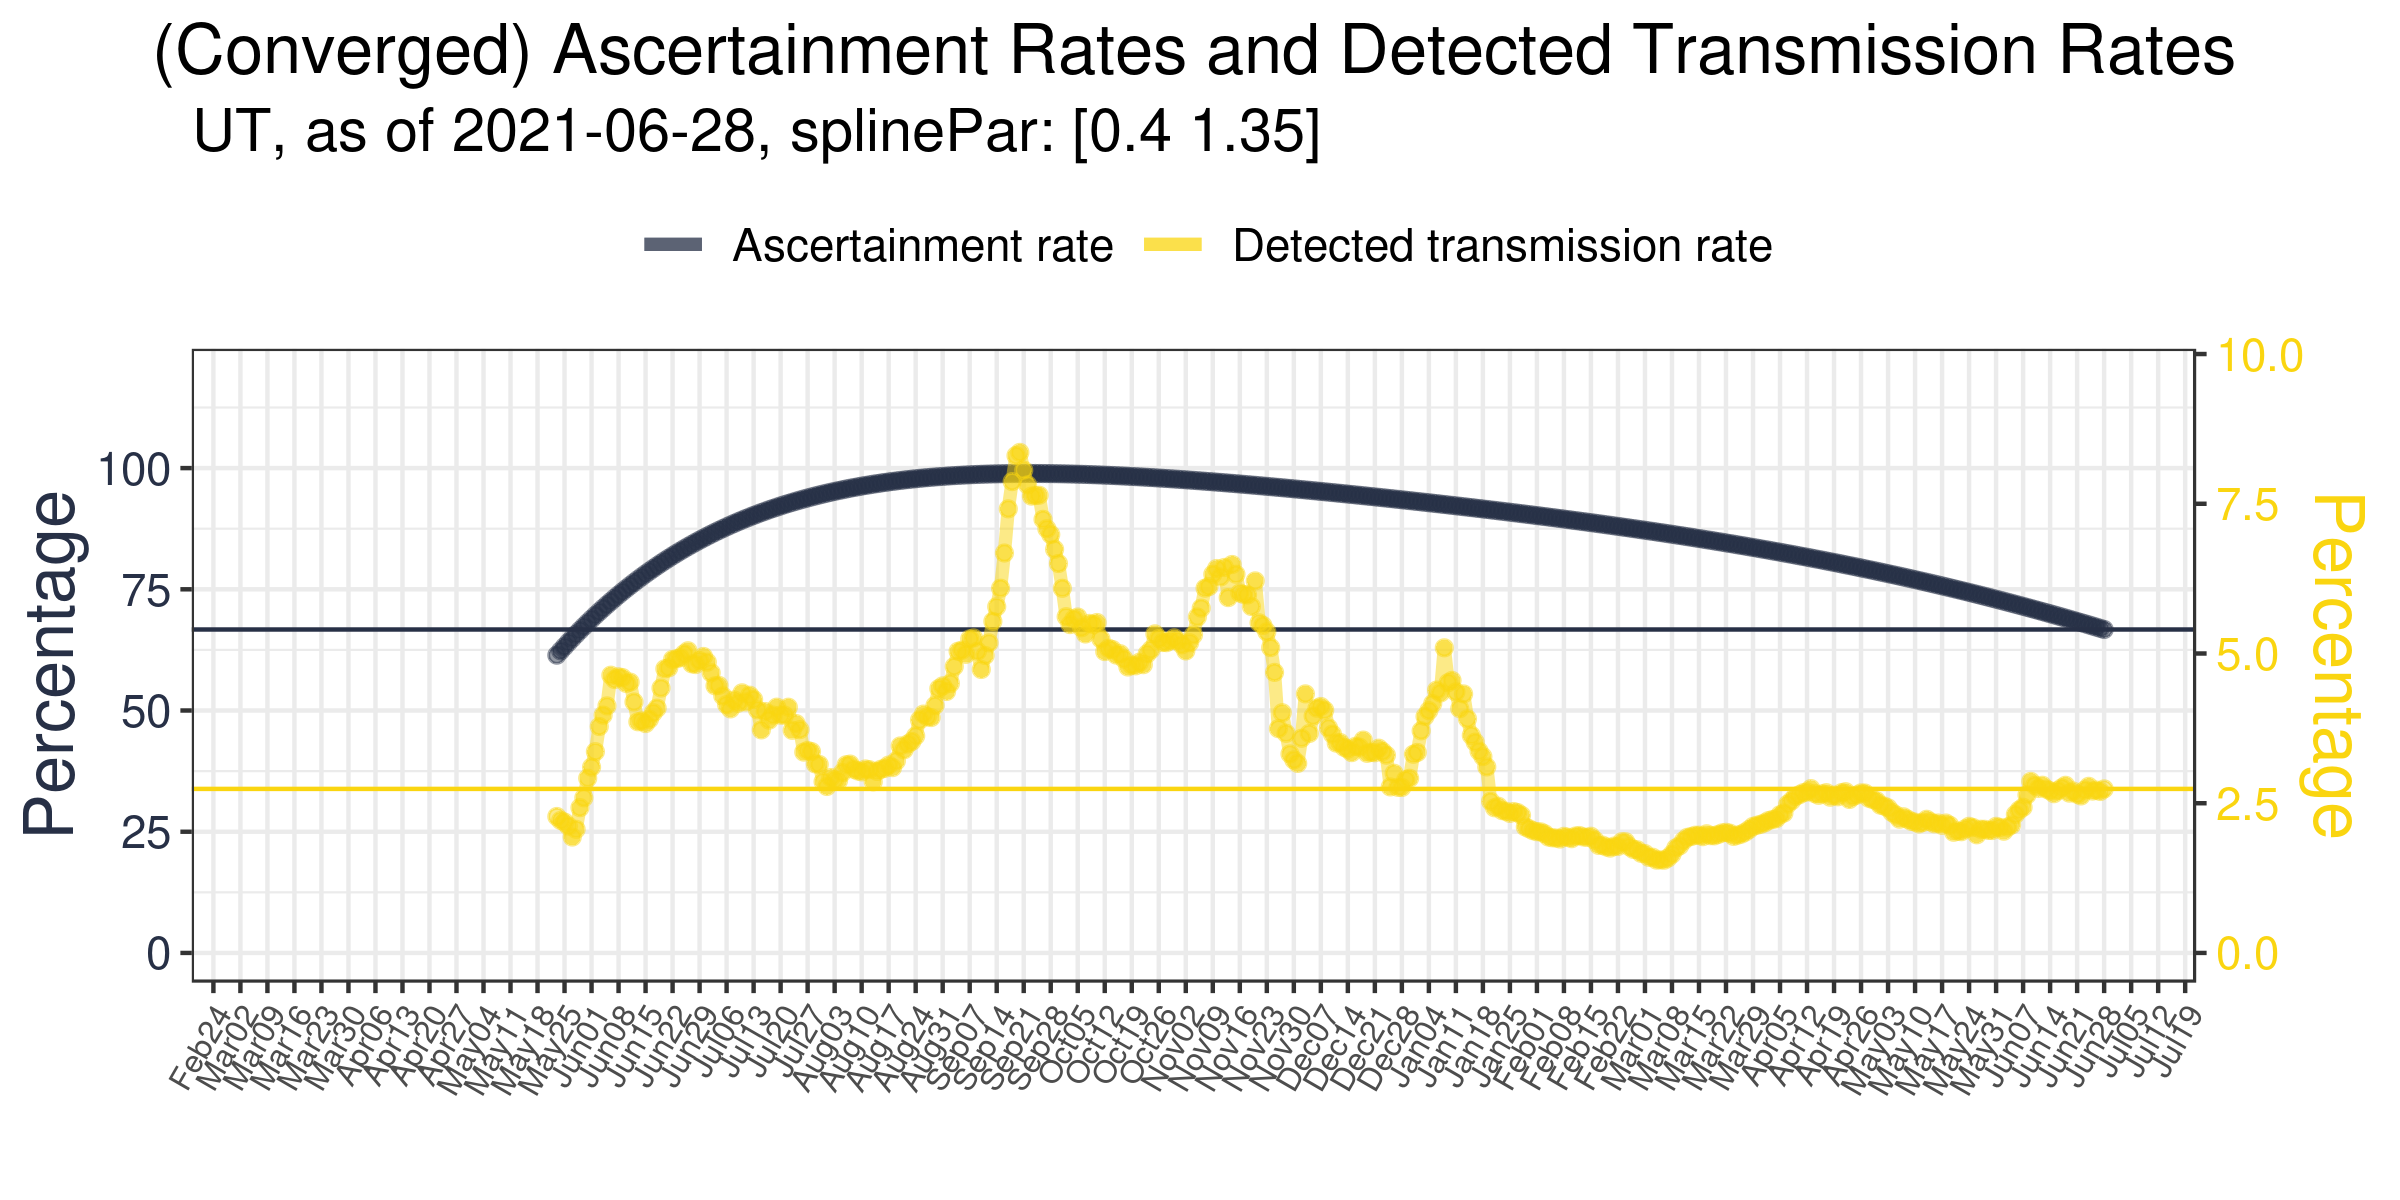 (Converged) Ascertainment Rates and Detected Transmission Rates
UT, as of 2021-06-28, splinePar: [0.4 1.35]
Ascertainment rate
Detected transmission rate
Percentage
100
75
50
25
0
10.0
7.5
5.0
2.5
0.0
Percentage
Feb24
Mar02
Mar09
Mar16
Mar23
Mar30
Apr06
Apr13
Apr20
Apr27
May04
May11
May18
May25
Jun01
Jun08
Jun15
Jun22
Jun29
Jul06
Jul13
Jul20
Jul27
Aug03
Aug10
Aug17
Aug24
Aug31
Sep07
Sep14
Sep21
Sep28
Oct05
Oct12
Oct19
Oct26
Nov02
Nov09
Nov16
Nov23
Nov30
Dec07
Dec14
Dec21
Dec28
Jan04
Jan11
Jan18
Jan25
Feb01
Feb08
Feb15
Feb22
Mar01
Mar08
Mar15
Mar22
Mar29
Apr05
Apr12
Apr19
Apr26
May03
May10
May17
May24
May31
Jun07
Jun14
Jun21
Jun28
Jul05
Jul12
Jul19